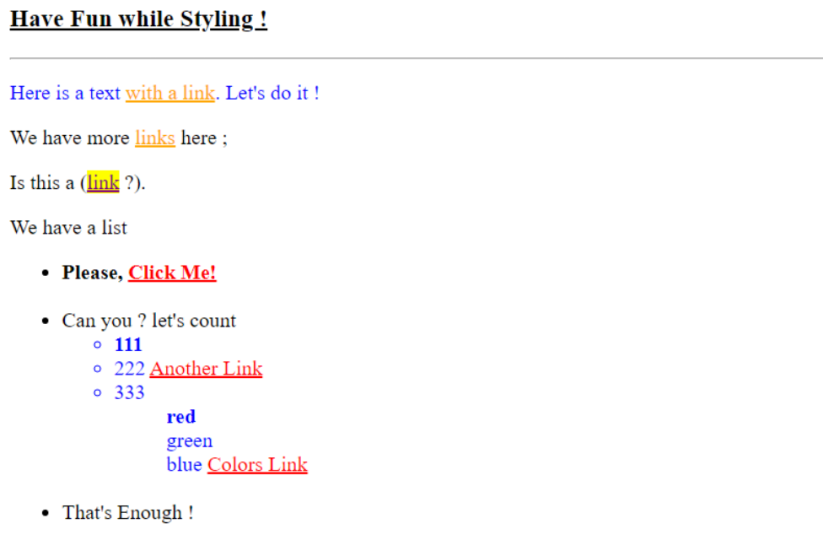 Have Fun while Styling !
Here is a text with a link. Let's do it !
We have more links here ;
Is this a (link ?).
We have a list
Please, Click Me!
Can you ? let's count
111
222 Another Link
333
red
green
blue Colors Link
That's Enough !